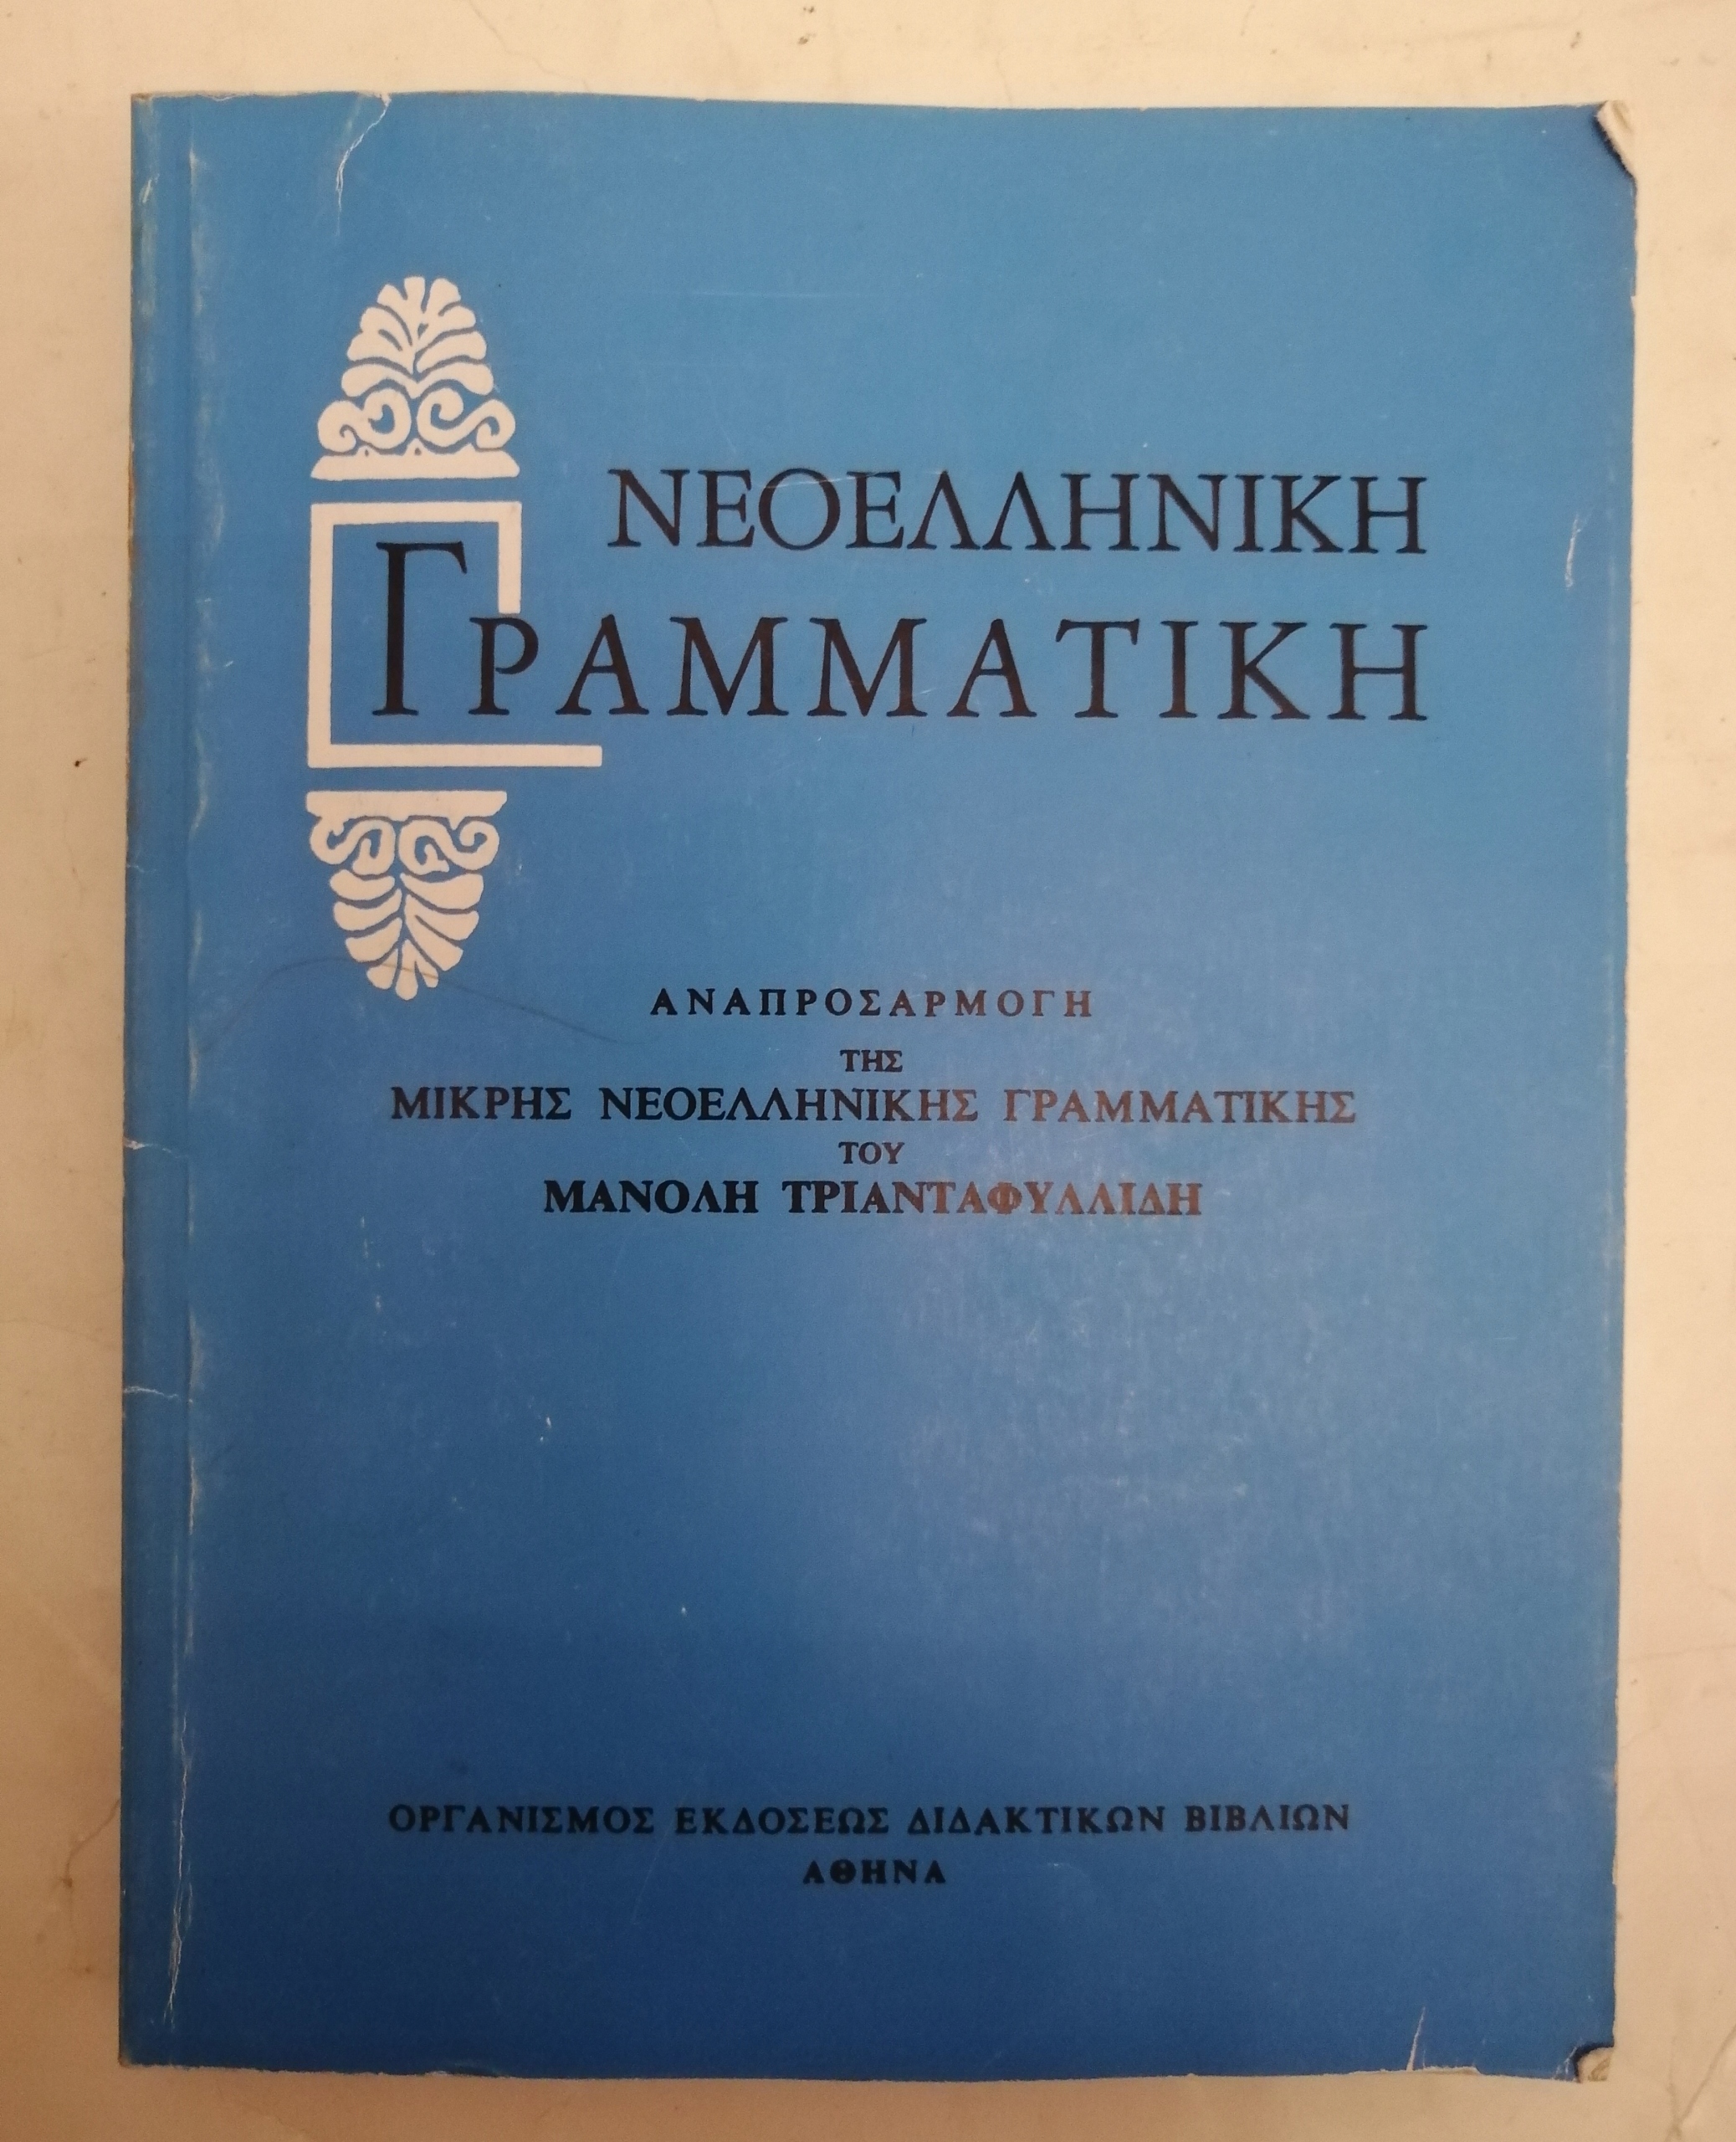 ΝΕΟΕΛΛΗΝΙΚΗ
ΓΡΑΜΜΑΤΙΚΗ
ΑΝΑΠΡΟΣΑΡΜΟΓΗ
ΤΗΣ
ΜΙΚΡΗΣ ΝΕΟΕΛΛΗΝΙΚΗΣ ΓΡΑΜΜΑΤΙΚΗΣ
ΤΟΥ
ΜΑΝΟΛΗ ΤΡΙΑΝΤΑΦΥΛΛΙΔΗ
ΟΡΓΑΝΙΣΜΟΣ ΕΚΔΟΣΕΩΣ ΔΙΔΑΚΤΙΚΩΝ ΒΙΒΛΙΩΝ
ΑΘΗΝΑ